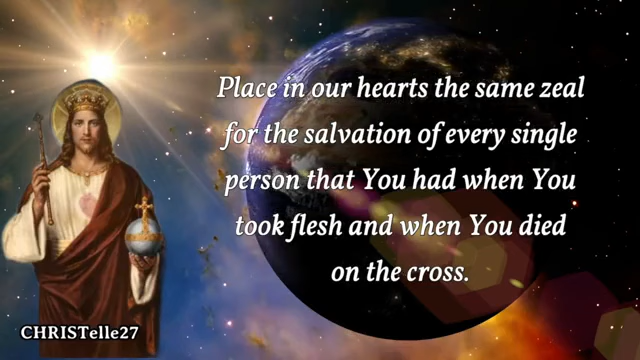 Place in our hearts the same zeal
for the salvation of every single
person that You had when You
took flesh and when You died
on the cross.
CHRISTelle27